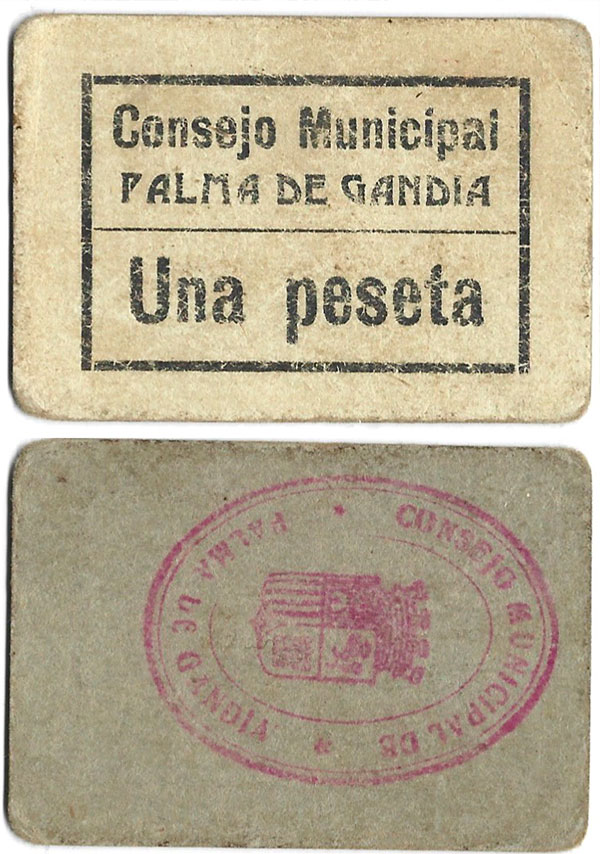 Consejo Municipal
PALMA DE GANDIA
Una peseta
CONSEJO MUNICIPAL DE
PALMA DE GANDIA